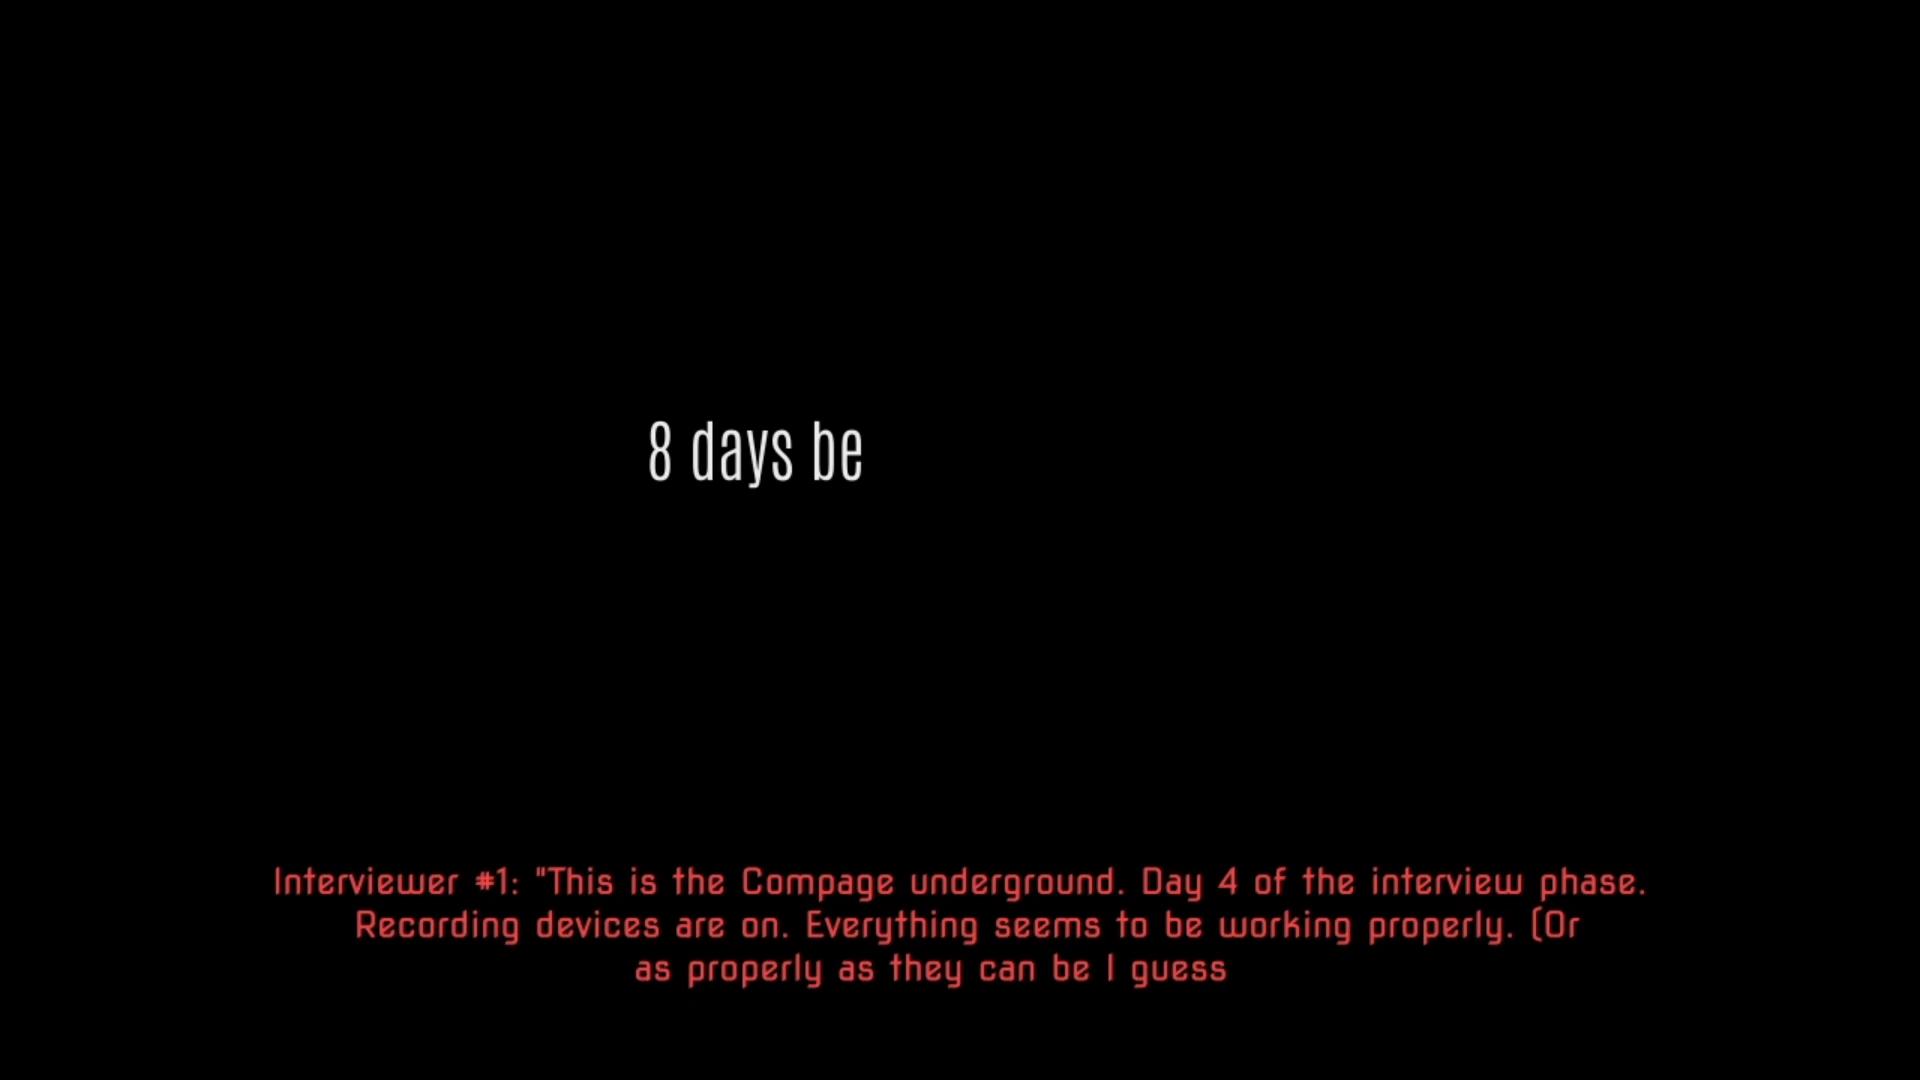 8 days be
Interviewer #1: "This is the Compage underground. Day 4 of the interview phase.
Recording devices are on. Everything seems to be working properly. (Or
as properly as they can be I guess